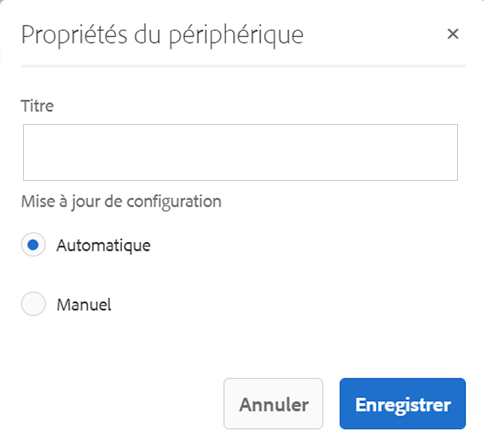 Propriétés du périphérique
Titre
Mise à jour de configuration
Automatique
Manuel
Annuler
Enregistrer